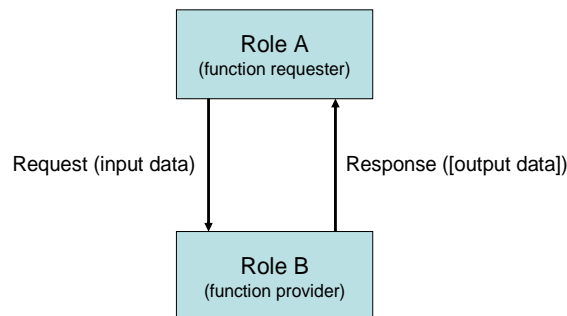 Role A
(function requester)
Request (input data)
Response ([output data])
Role B
(function provider)